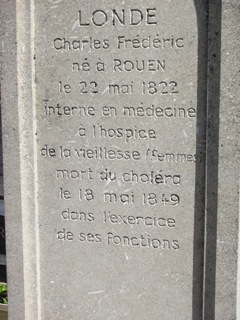 LONDE
Charles Frédéric
né à ROUEN
le 22 mai 1822
Interne en médecine
à l'hospice
de la vieillesse (femmes)
mort du choléra
le 18 mai 1849
dans l'exercice
de ses fonctions